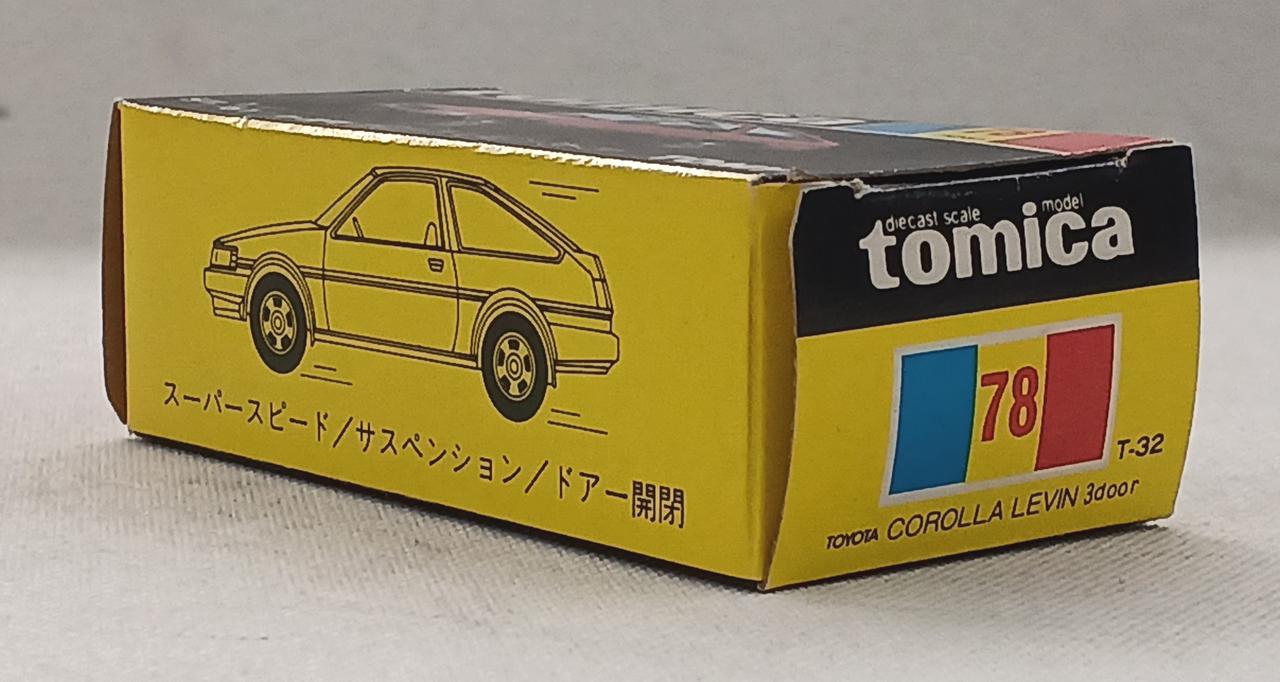 スーパースピード/サスペンション/ドアー開閉
diecast scale model
tomica
78
T-32
TOYOTA COROLLA LEVIN 3door